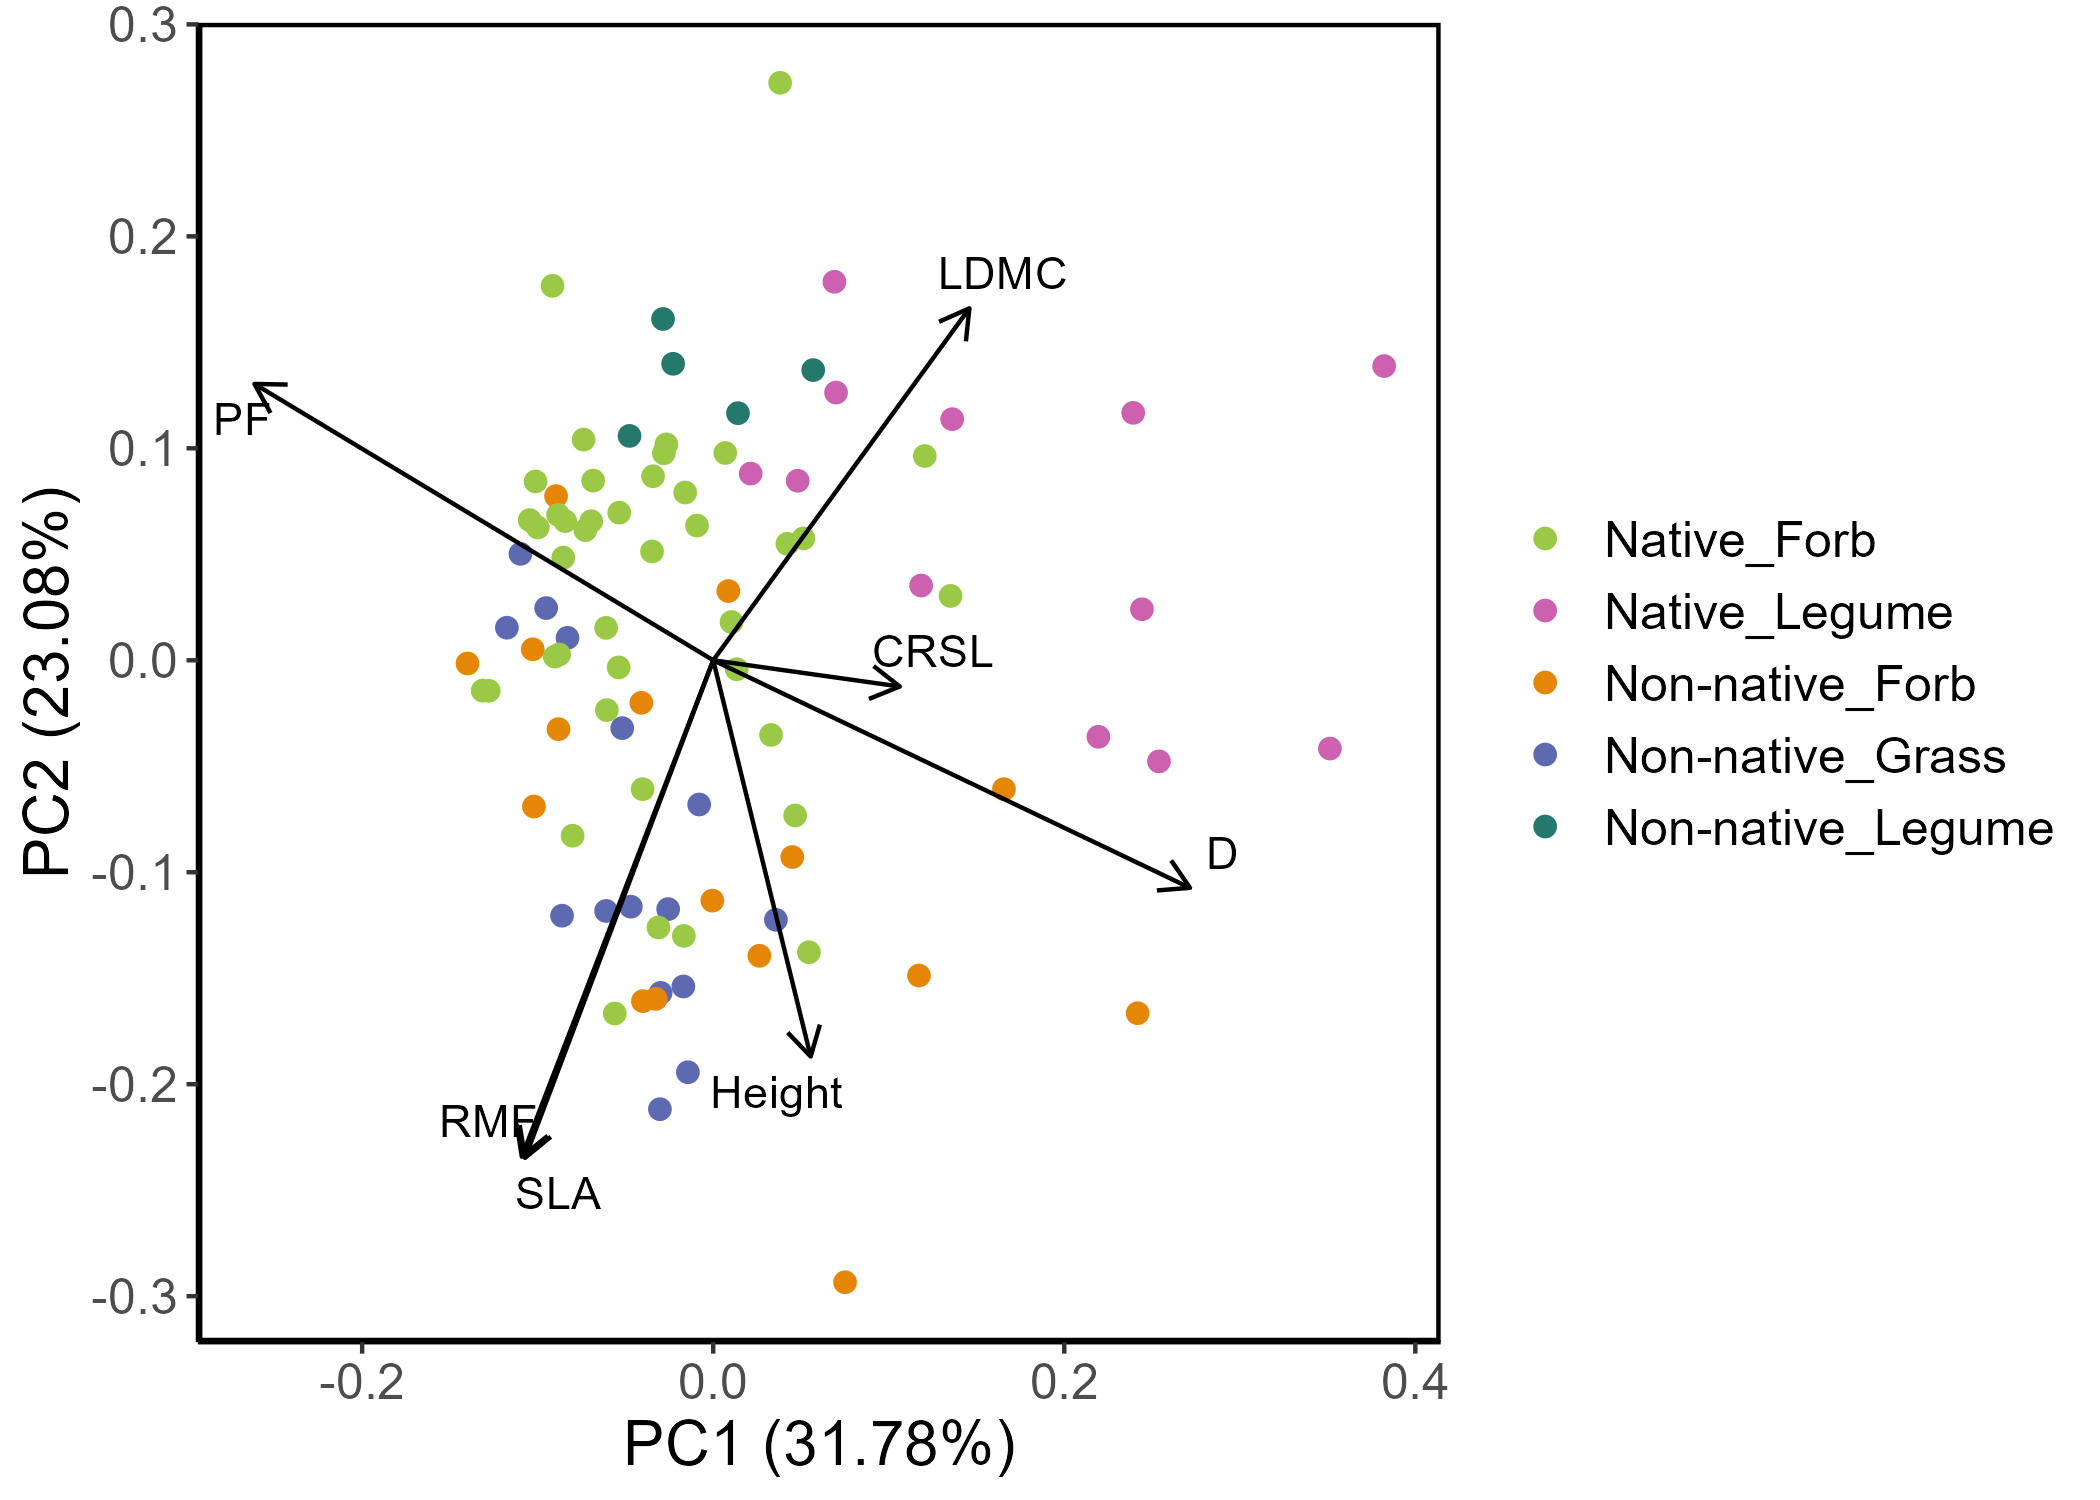 0.3
0.2
0.1
0.0
-0.1
-0.2
-0.3
PC2 (23.08%)
LDMC
PF
CRSL
D
Height
RMF
SLA
-0.2
0.0
0.2
0.4
PC1 (31.78%)
Native_Forb
Native_Legume
Non-native_Forb
Non-native_Grass
Non-native_Legume